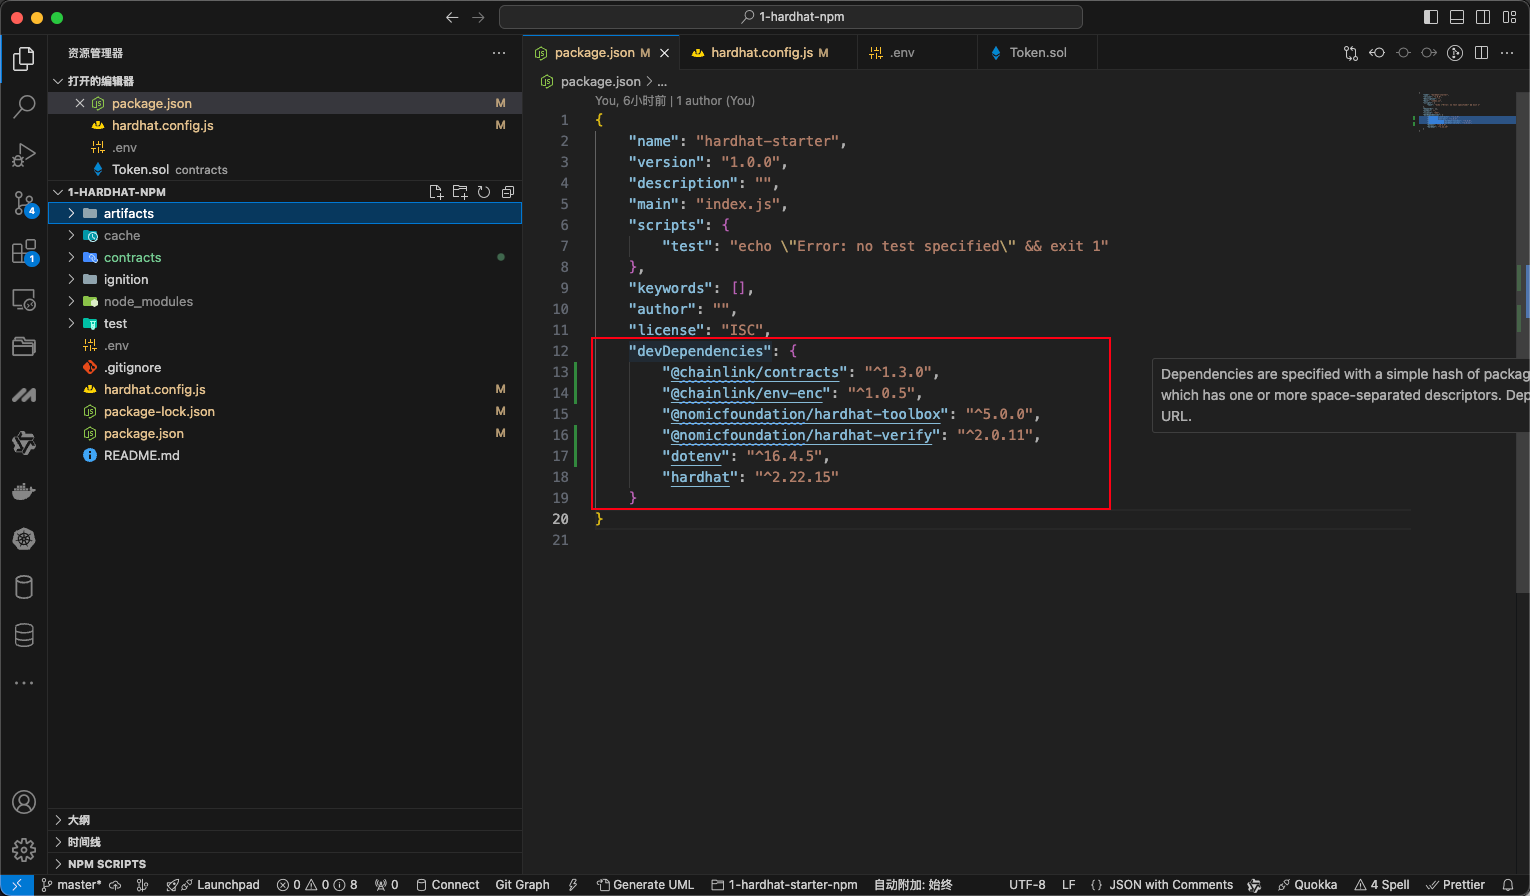 1-hardhat-npm
资源管理器
打开的编辑器
package.json M
hardhat.config.js M
.env
Token.sol contracts
1-HARDHAT-NPM
artifacts
cache
contracts
ignition
node_modules
test
.env
.gitignore
hardhat.config.js M
package-lock.json M
package.json M
README.md
大纲
时间线
NPM SCRIPTS
4
1
package.json M
hardhat.config.js M
.env
Token.sol
package.json > ...
You, 6小时前 | 1 author (You)
1 {
2 "name": "hardhat-starter",
3 "version": "1.0.0",
4 "description": "",
5 "main": "index.js",
6 "scripts": {
7 "test": "echo \"Error: no test specified\" && exit 1"
8 },
9 "keywords": [],
10 "author": "",
11 "license": "ISC",
12 "devDependencies": {
13 "@chainlink/contracts": "^1.3.0",
14 "@chainlink/env-enc": "^1.0.5",
15 "@nomicfoundation/hardhat-toolbox": "^5.0.0",
16 "@nomicfoundation/hardhat-verify": "^2.0.11",
17 "dotenv": "^16.4.5",
18 "hardhat": "^2.22.15"
19 }
20 }
21
Dependencies are specified with a simple hash of packag
which has one or more space-separated descriptors. Dep
URL.
master* Launchpad 0 0 8 0 Connect Git Graph Generate UML 1-hardhat-starter-npm 自动附加: 始终 UTF-8 LF {} JSON with Comments Quokka 4 Spell Prettier